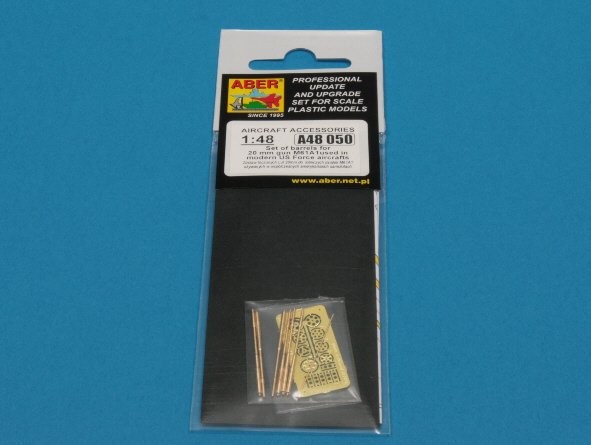 ABER
SINCE 1995
PROFESSIONAL
UPDATE
AND UPGRADE
SET FOR SCALE
PLASTIC MODELS
AIRCRAFT ACCESSORIES
1:48 A48 050
Set of barrels for
20 mm gun M61A1used in
modern US Force aircrafts
www.aber.net.pl